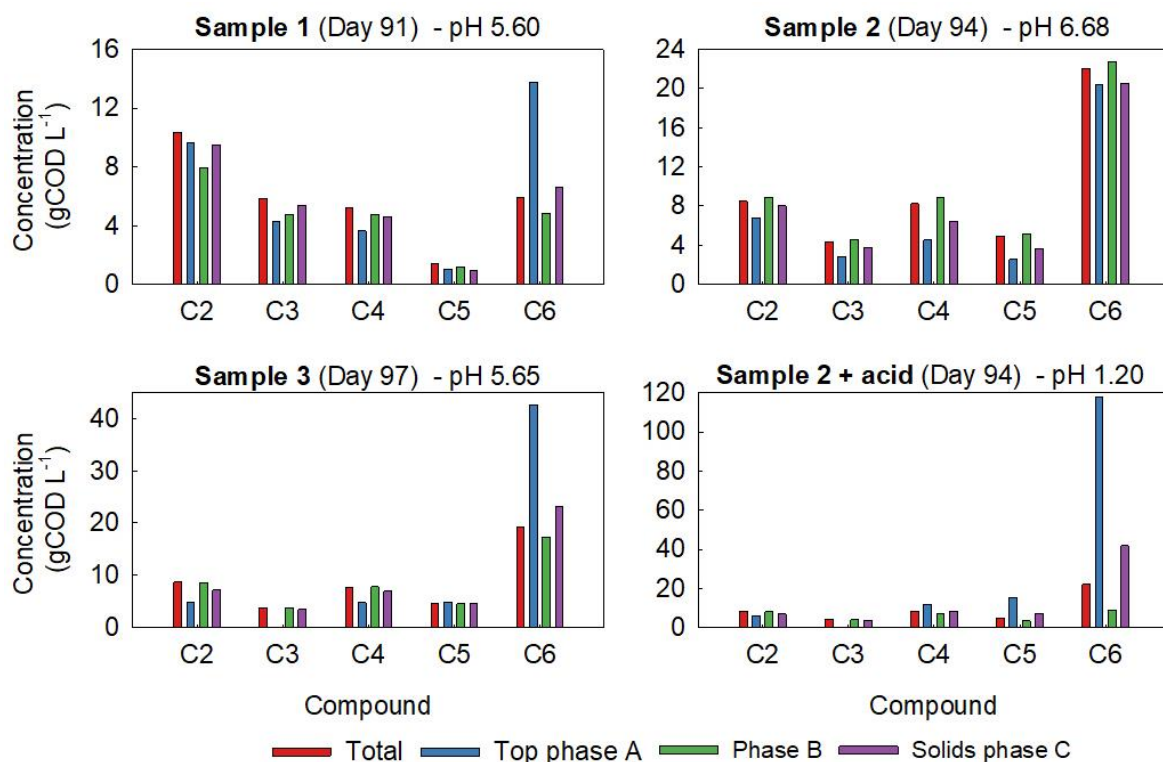 Sample 1 (Day 91) - pH 5.60
Concentration
(gCOD L⁻¹)
16
12
8
4
0
C2 C3 C4 C5 C6
Sample 2 (Day 94) - pH 6.68
24
20
16
12
8
4
0
C2 C3 C4 C5 C6
Sample 3 (Day 97) - pH 5.65
Concentration
(gCOD L⁻¹)
40
30
20
10
0
C2 C3 C4 C5 C6
Compound
Sample 2 + acid (Day 94) - pH 1.20
120
100
80
60
40
20
0
C2 C3 C4 C5 C6
Compound
Total Top phase A Phase B Solids phase C